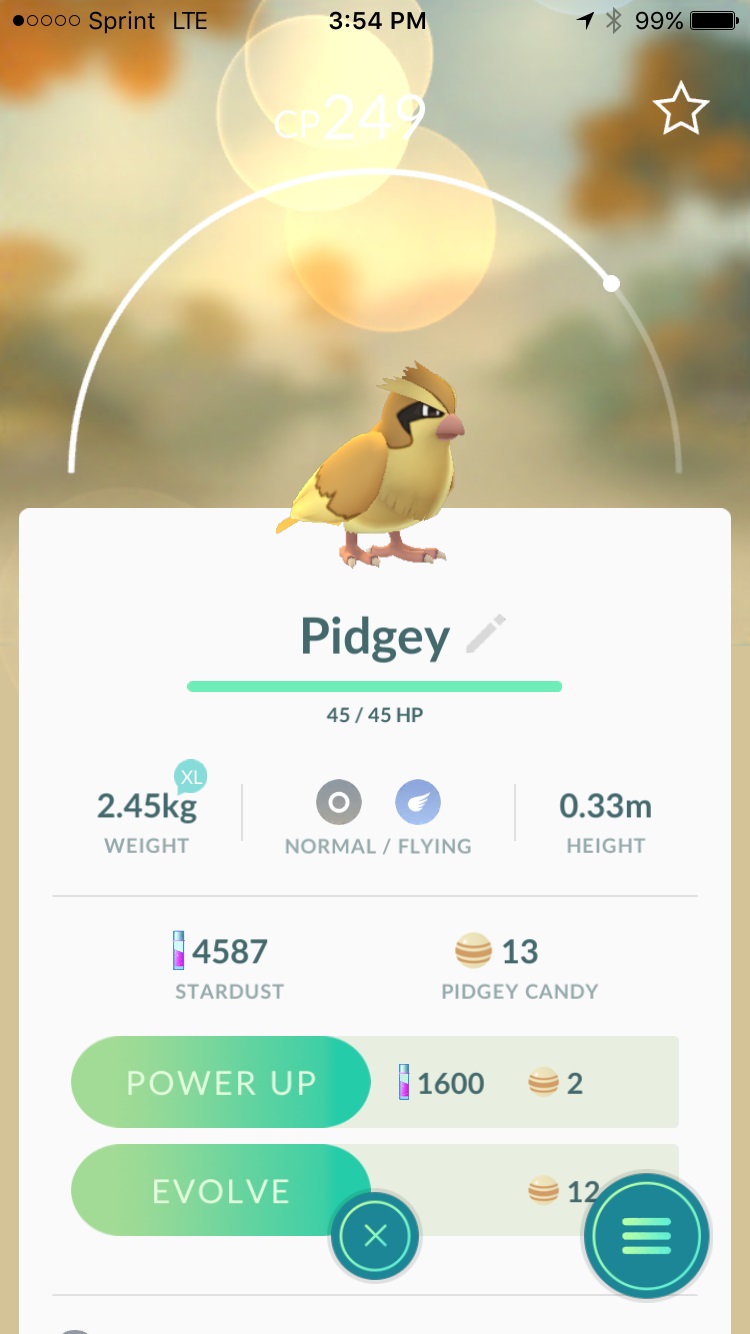 Sprint LTE 3:54 PM 99%
CP249
Pidgey
45 / 45 HP
XL
2.45kg 0.33m
WEIGHT NORMAL / FLYING HEIGHT
4587 13
STARDUST PIDGEY CANDY
POWER UP 1600 2
EVOLVE 12